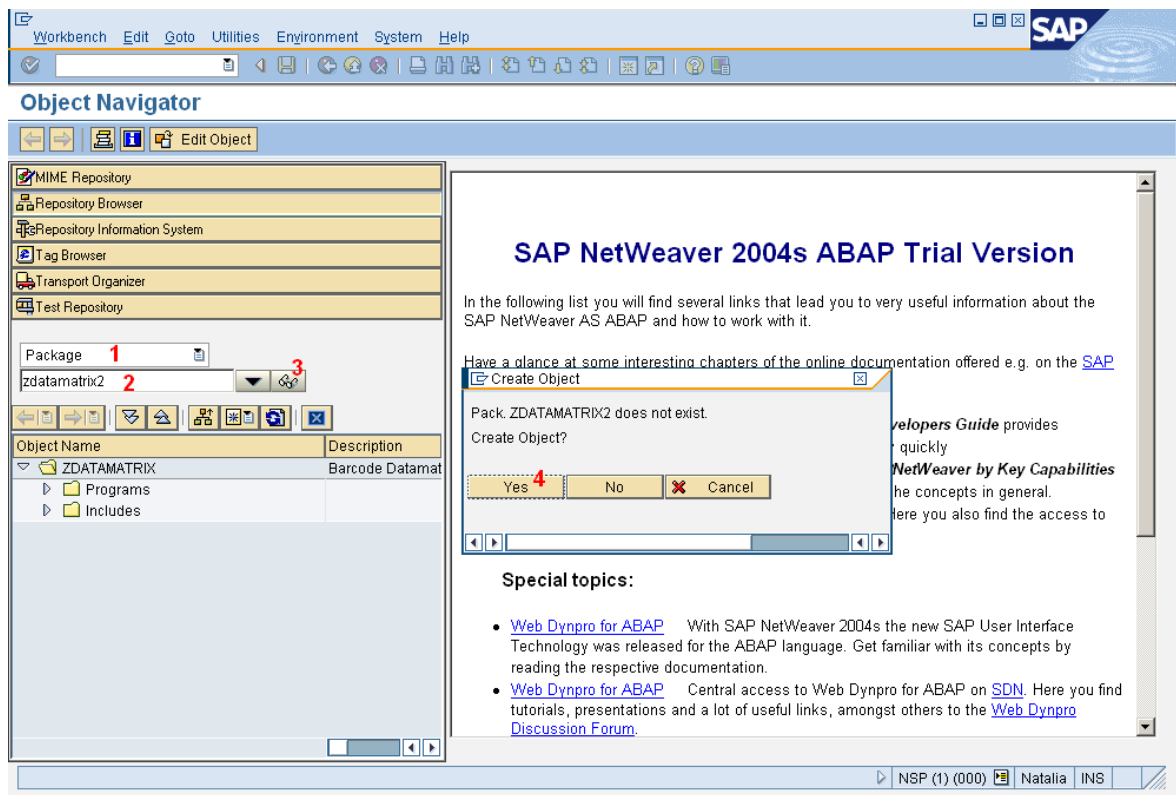 Workbench Edit Goto Utilities Environment System Help
SAP
Object Navigator
Edit Object
MIME Repository
Repository Browser
Repository Information System
Tag Browser
Transport Organizer
Test Repository
Package 1
zdatamatrix2 2 3
Object Name Description
ZDATAMATRIX Barcode Datamat
Programs
Includes
SAP NetWeaver 2004s ABAP Trial Version
In the following list you will find several links that lead you to very useful information about the
SAP NetWeaver AS ABAP and how to work with it.
Have a glance at some interesting chapters of the online documentation offered e.g. on the SAP
Create Object
Pack. ZDATAMATRIX2 does not exist.
Create Object?
Yes 4 No Cancel
velopers Guide provides
quickly
NetWeaver by Key Capabilities
he concepts in general.
Here you also find the access to
Special topics:
Web Dynpro for ABAP With SAP NetWeaver 2004s the new SAP User Interface
Technology was released for the ABAP language. Get familiar with its concepts by
reading the respective documentation.
Web Dynpro for ABAP Central access to Web Dynpro for ABAP on SDN. Here you find
tutorials, presentations and a lot of useful links, amongst others to the Web Dynpro
Discussion Forum.
NSP (1) (000) Natalia INS